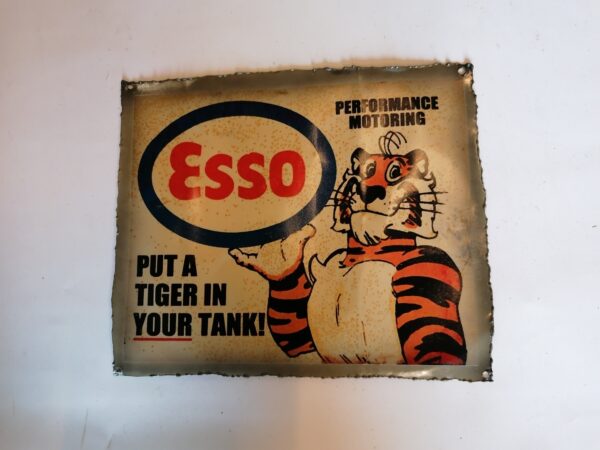 PERFORMANCE
MOTORING
Esso
PUT A
TIGER IN
YOUR TANK!